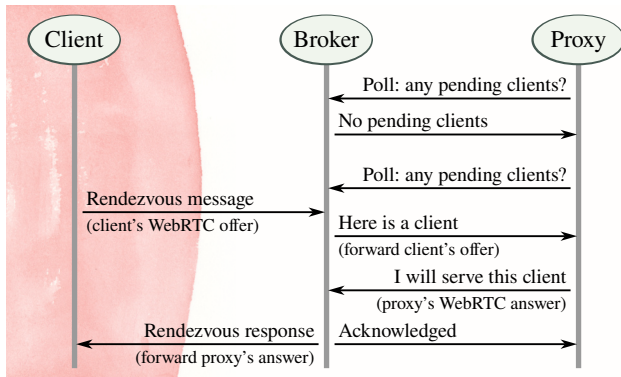 Client
Broker
Proxy
Poll: any pending clients?
No pending clients
Poll: any pending clients?
Rendezvous message
(client's WebRTC offer)
Here is a client
(forward client's offer)
I will serve this client
(proxy's WebRTC answer)
Rendezvous response
(forward proxy's answer)
Acknowledged